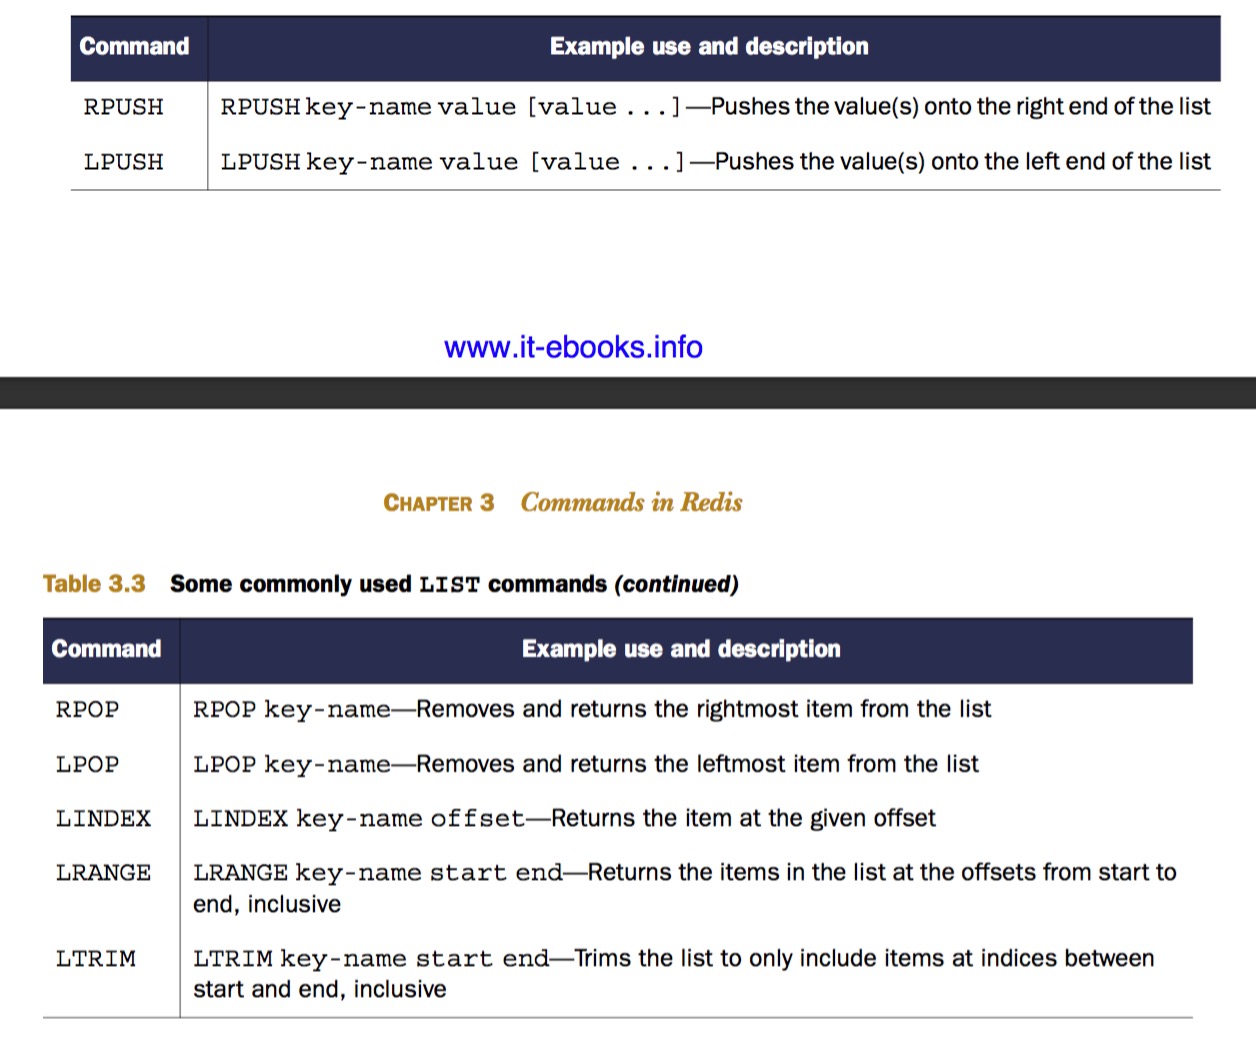 Command Example use and description
RPUSH RPUSH key-name value [value ...]—Pushes the value(s) onto the right end of the list
LPUSH LPUSH key-name value [value ...]—Pushes the value(s) onto the left end of the list
www.it-ebooks.info
CHAPTER 3 Commands in Redis
Table 3.3 Some commonly used LIST commands (continued)
Command Example use and description
RPOP RPOP key-name—Removes and returns the rightmost item from the list
LPOP LPOP key-name—Removes and returns the leftmost item from the list
LINDEX LINDEX key-name offset—Returns the item at the given offset
LRANGE LRANGE key-name start end—Returns the items in the list at the offsets from start to
end, inclusive
LTRIM LTRIM key-name start end—Trims the list to only include items at indices between
start and end, inclusive